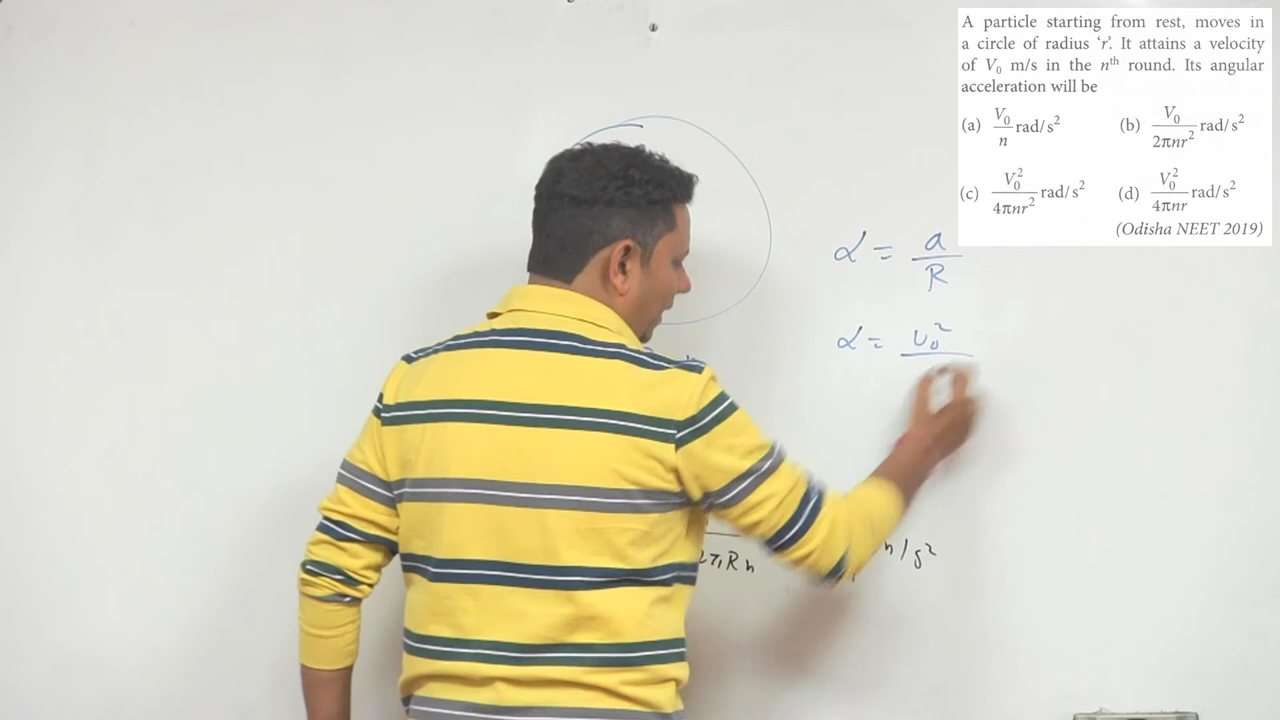 A particle starting from rest, moves in
a circle of radius ‘r’. It attains a velocity
of V₀ m/s in the nᵗʰ round. Its angular
acceleration will be
(a) V₀/n rad/s² (b) V₀/2πnr² rad/s²
(c) V₀²/4πnr² rad/s² (d) V₀²/4πnr rad/s²
(Odisha NEET 2019)
α = a/R
α = v₀²